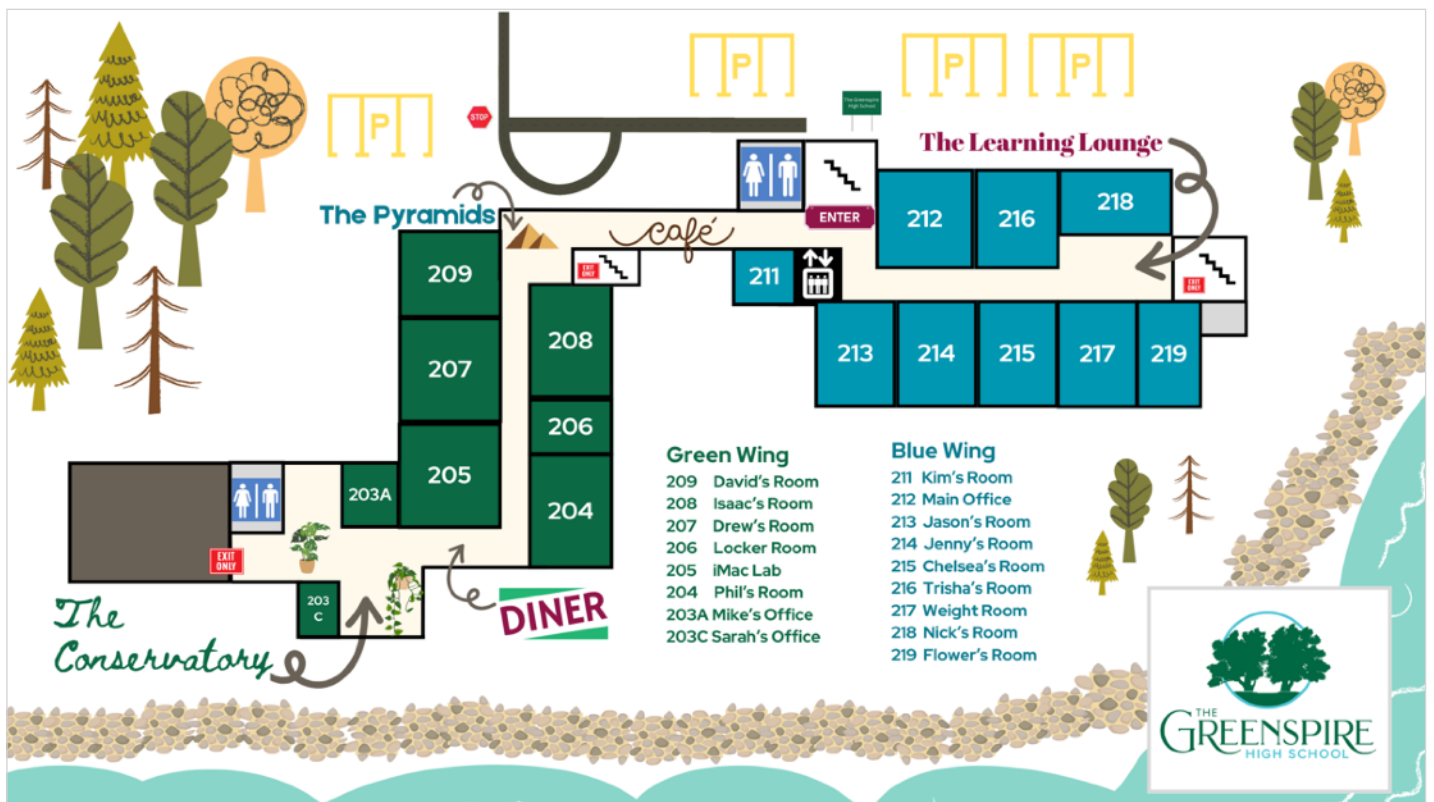 P
P
P
P
STOP
The Greenspire
High School
The Learning Lounge
The Pyramids
ENTER
café
212
216
218
209
EXIT
ONLY
211
EXIT
ONLY
207
208
213
214
215
217
219
206
205
203A
204
EXIT
ONLY
203
C
DINER
The
Conservatory
Green Wing
209 David's Room
208 Isaac's Room
207 Drew's Room
206 Locker Room
205 iMac Lab
204 Phil's Room
203A Mike's Office
203C Sarah's Office
Blue Wing
211 Kim's Room
212 Main Office
213 Jason's Room
214 Jenny's Room
215 Chelsea's Room
216 Trisha's Room
217 Weight Room
218 Nick's Room
219 Flower's Room
THE
GREENSPIRE
HIGH SCHOOL